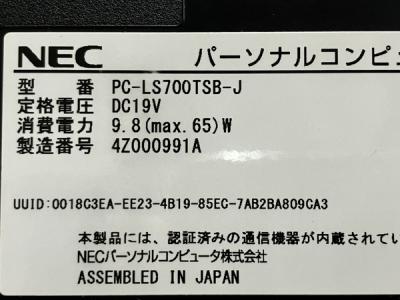 NEC パーソナルコンピュ
型 番 PC-LS700TSB-J
定格電圧 DC19V
消費電力 9.8(max.65)W
製造番号 4Z000991A
UUID:0018C3EA-EE23-4B19-85EC-7AB2BA809CA3
本製品には、認証済みの通信機器が内蔵されてい
NECパーソナルコンピュータ株式会社
ASSEMBLED IN JAPAN